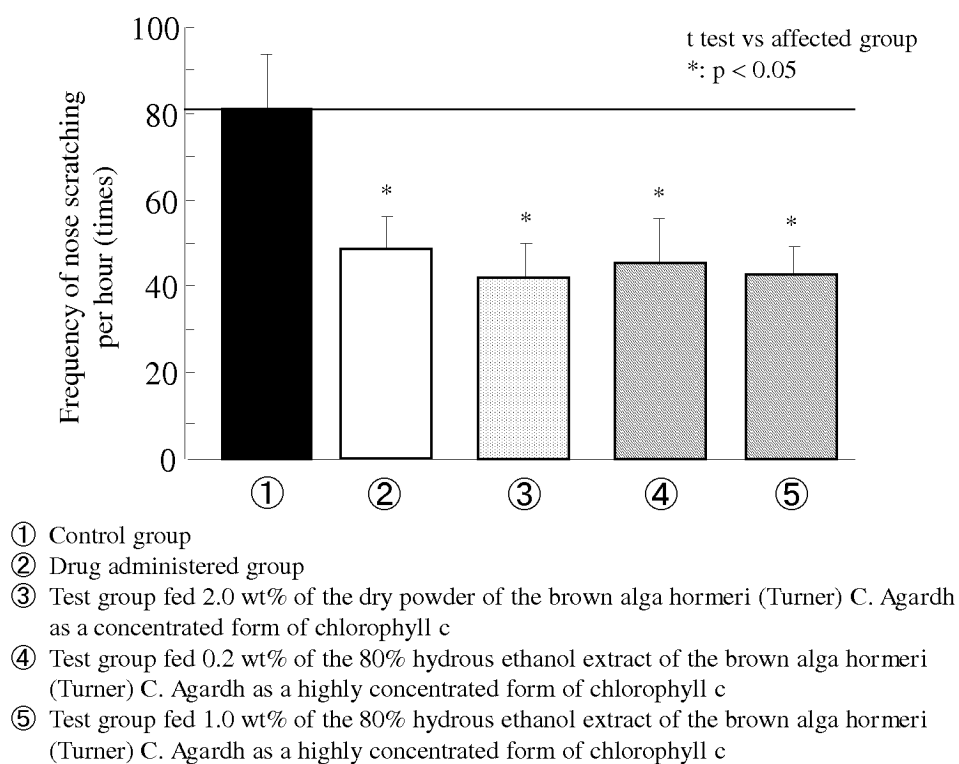 100
80
60
40
20
0
Frequency of nose scratching
per hour (times)
t test vs affected group
*: p < 0.05
*
*
*
*
①
②
③
④
⑤
① Control group
② Drug administered group
③ Test group fed 2.0 wt% of the dry powder of the brown alga hormeri (Turner) C. Agardh
as a concentrated form of chlorophyll c
④ Test group fed 0.2 wt% of the 80% hydrous ethanol extract of the brown alga hormeri
(Turner) C. Agardh as a highly concentrated form of chlorophyll c
⑤ Test group fed 1.0 wt% of the 80% hydrous ethanol extract of the brown alga hormeri
(Turner) C. Agardh as a highly concentrated form of chlorophyll c